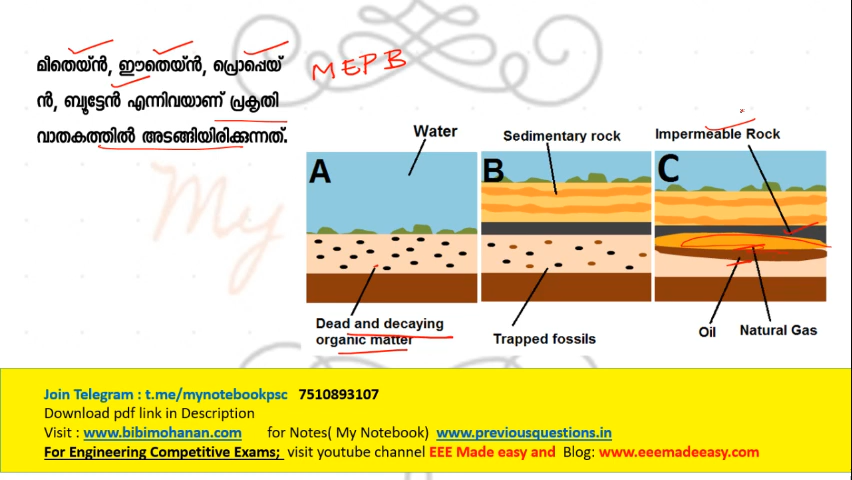 മീതെയ്ൻ, ഈതെയ്ൻ, പ്രൊപ്പെയ്
ൻ, ബ്യൂട്ടേൻ എന്നിവയാണ് പ്രകൃതി
വാതകത്തിൽ അടങ്ങിയിരിക്കുന്നത്.
MEPB
Water
Sedimentary rock
Impermeable Rock
A
B
C
My
Dead and decaying
organic matter
Trapped fossils
Oil
Natural Gas
Join Telegram : t.me/mynotebookpsc 7510893107
Download pdf link in Description
Visit : www.bibimohanan.com for Notes( My Notebook) www.previousquestions.in
For Engineering Competitive Exams; visit youtube channel EEE Made easy and Blog: www.eeemadeeasy.com